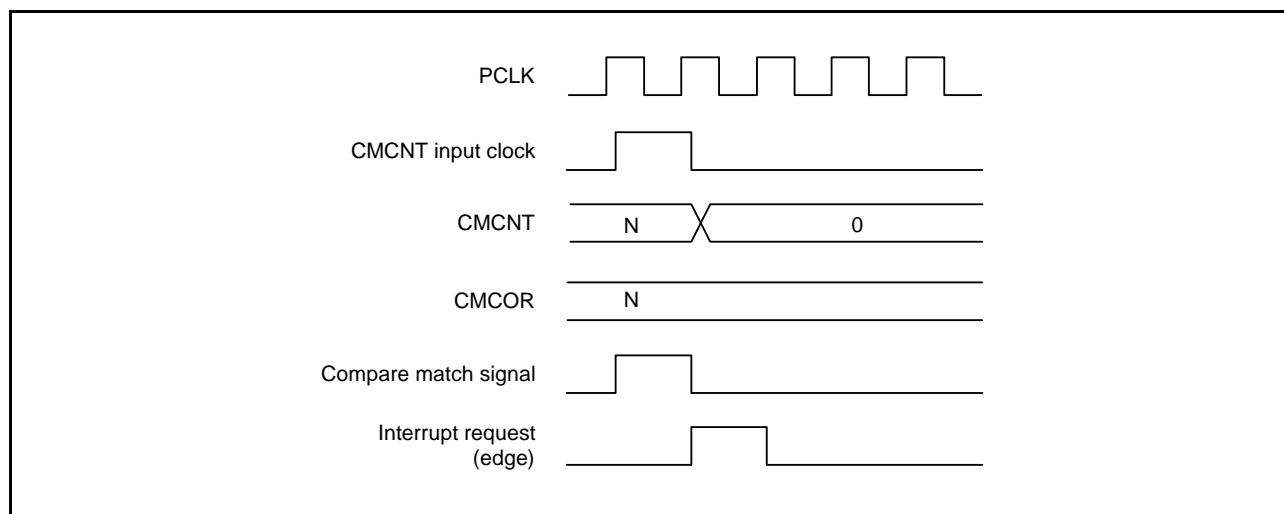 PCLK
CMCNT input clock
CMCNT
N
0
CMCOR
N
Compare match signal
Interrupt request
(edge)